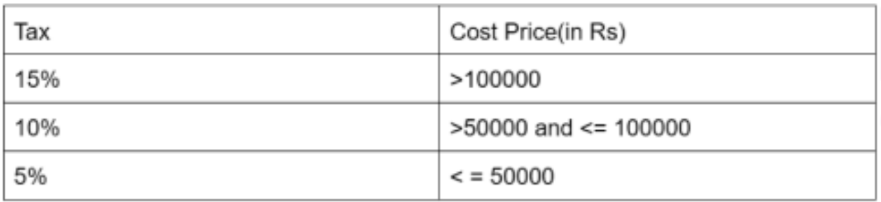 Tax Cost Price(in Rs)
15% >100000
10% >50000 and <= 100000
5% < = 50000